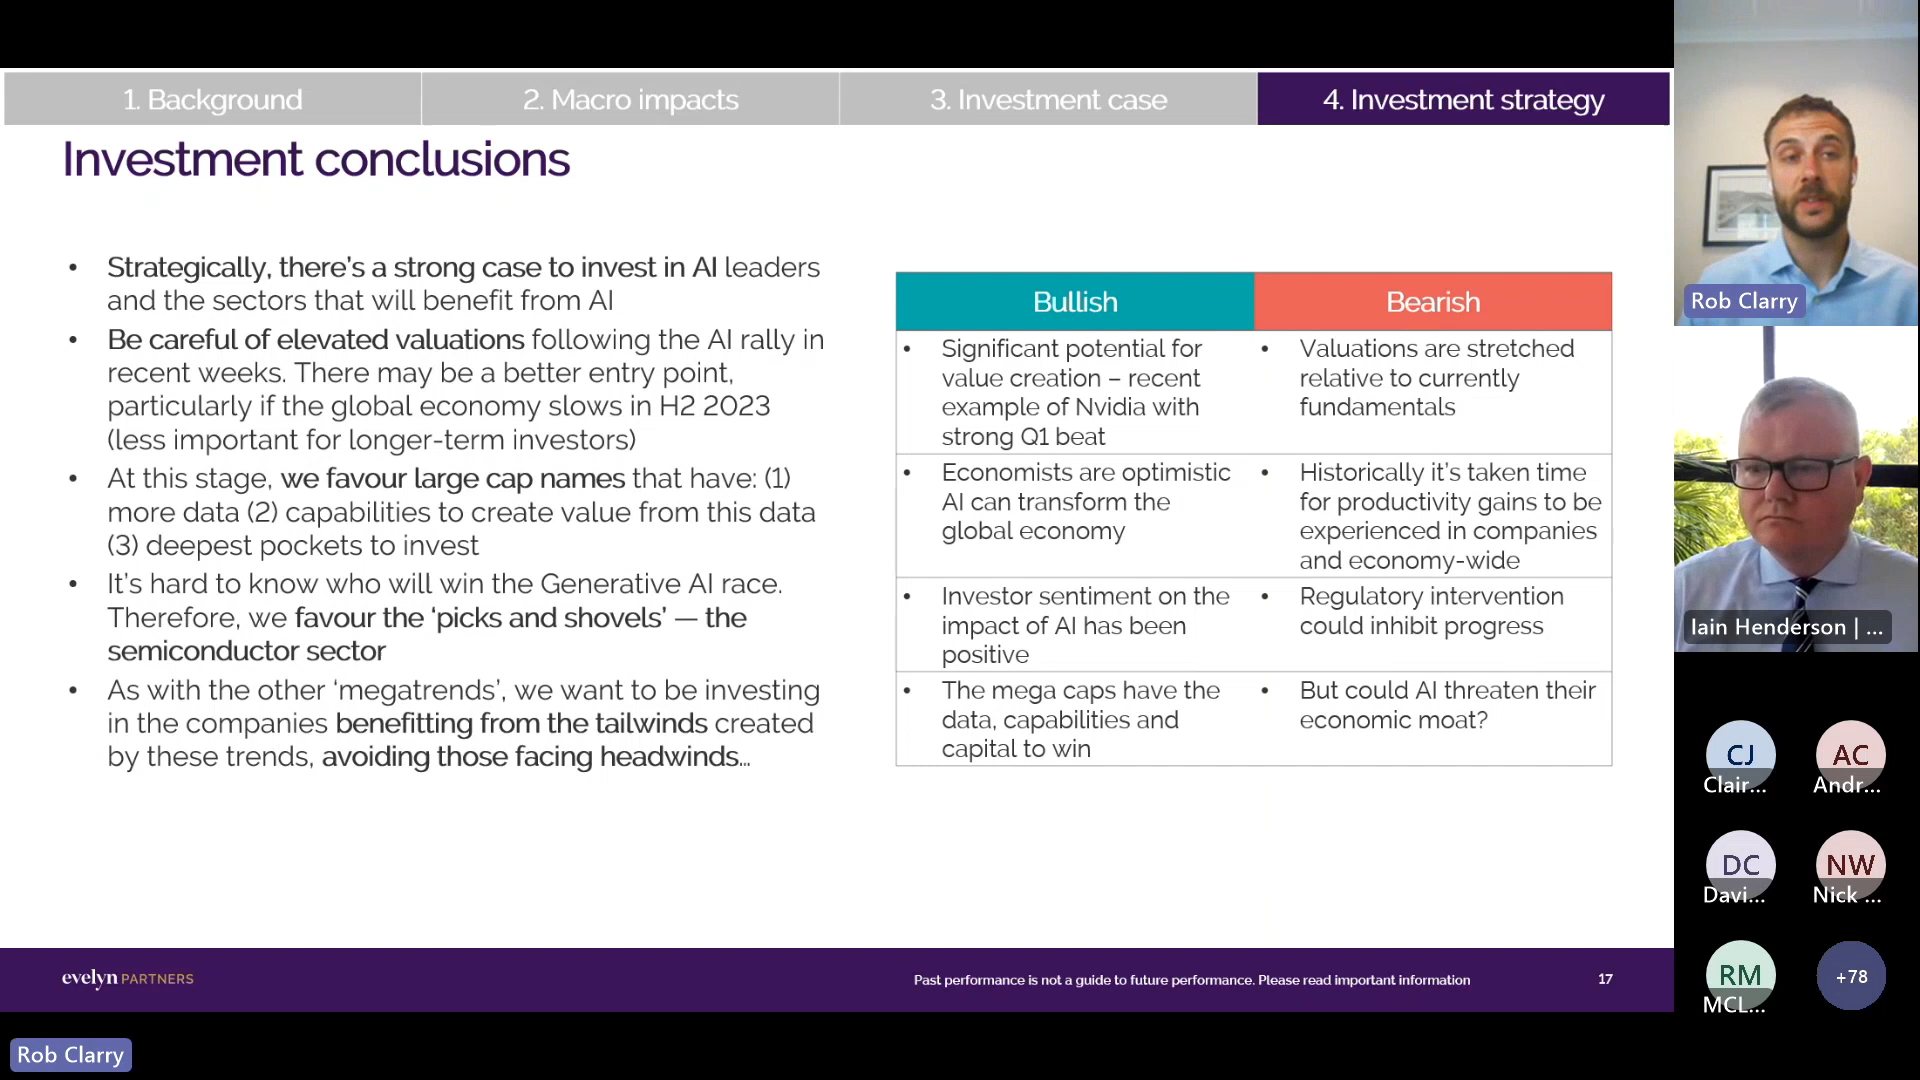 1. Background
2. Macro impacts
3. Investment case
4. Investment strategy
Investment conclusions
• Strategically, there's a strong case to invest in AI leaders
and the sectors that will benefit from AI
• Be careful of elevated valuations following the AI rally in
recent weeks. There may be a better entry point,
particularly if the global economy slows in H2 2023
(less important for longer-term investors)
• At this stage, we favour large cap names that have: (1)
more data (2) capabilities to create value from this data
(3) deepest pockets to invest
• It's hard to know who will win the Generative AI race.
Therefore, we favour the 'picks and shovels' — the
semiconductor sector
• As with the other 'megatrends', we want to be investing
in the companies benefitting from the tailwinds created
by these trends, avoiding those facing headwinds...
Bullish
Bearish
• Significant potential for
value creation – recent
example of Nvidia with
strong Q1 beat
• Valuations are stretched
relative to currently
fundamentals
• Economists are optimistic
AI can transform the
global economy
• Historically it's taken time
for productivity gains to be
experienced in companies
and economy-wide
• Investor sentiment on the
impact of AI has been
positive
• Regulatory intervention
could inhibit progress
• The mega caps have the
data, capabilities and
capital to win
• But could AI threaten their
economic moat?
evelyn PARTNERS
Past performance is not a guide to future performance. Please read important information
17
Rob Clarry
Rob Clarry
Iain Henderson | ...
CJ
Clair...
AC
Andr...
DC
Davi...
NW
Nick ...
RM
MCL...
+78